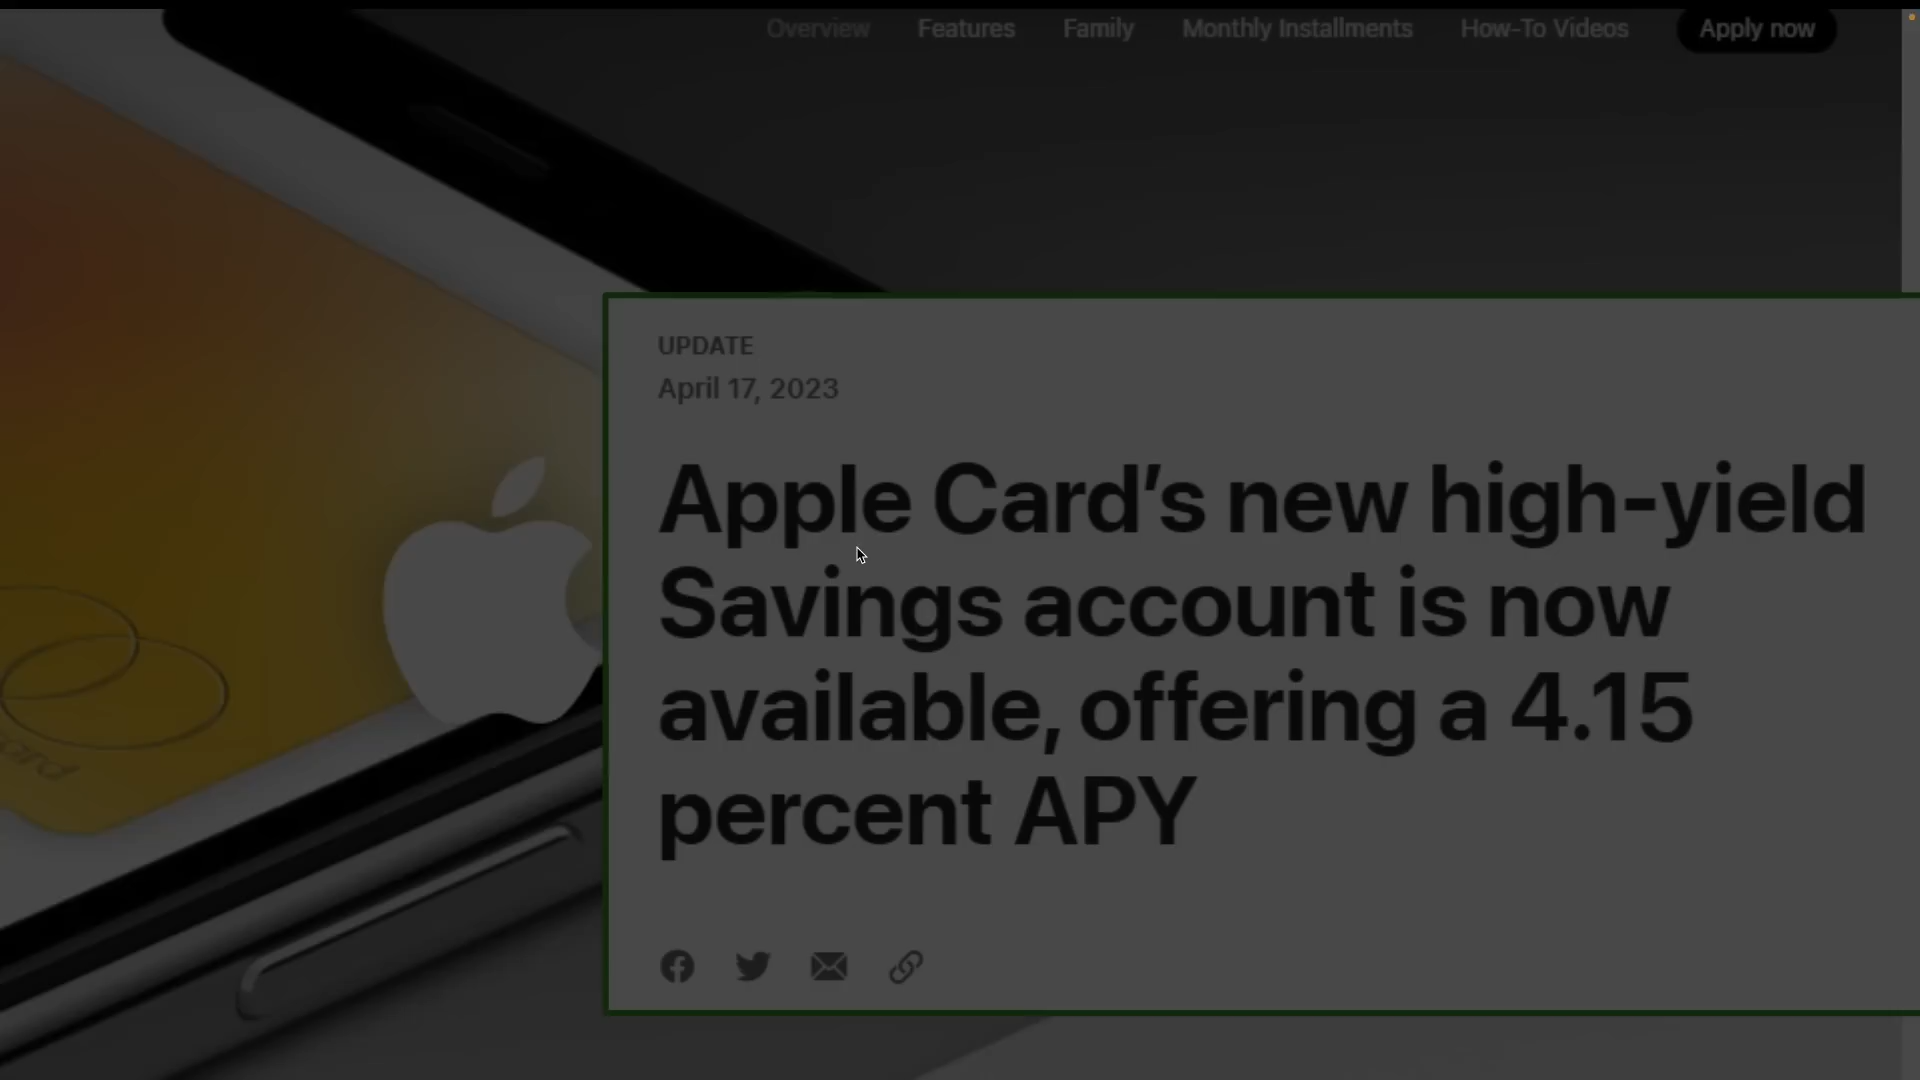 Overview Features Family Monthly Installments How-To Videos Apply now
UPDATE
April 17, 2023
Apple Card’s new high-yield
Savings account is now
available, offering a 4.15
percent APY
Card